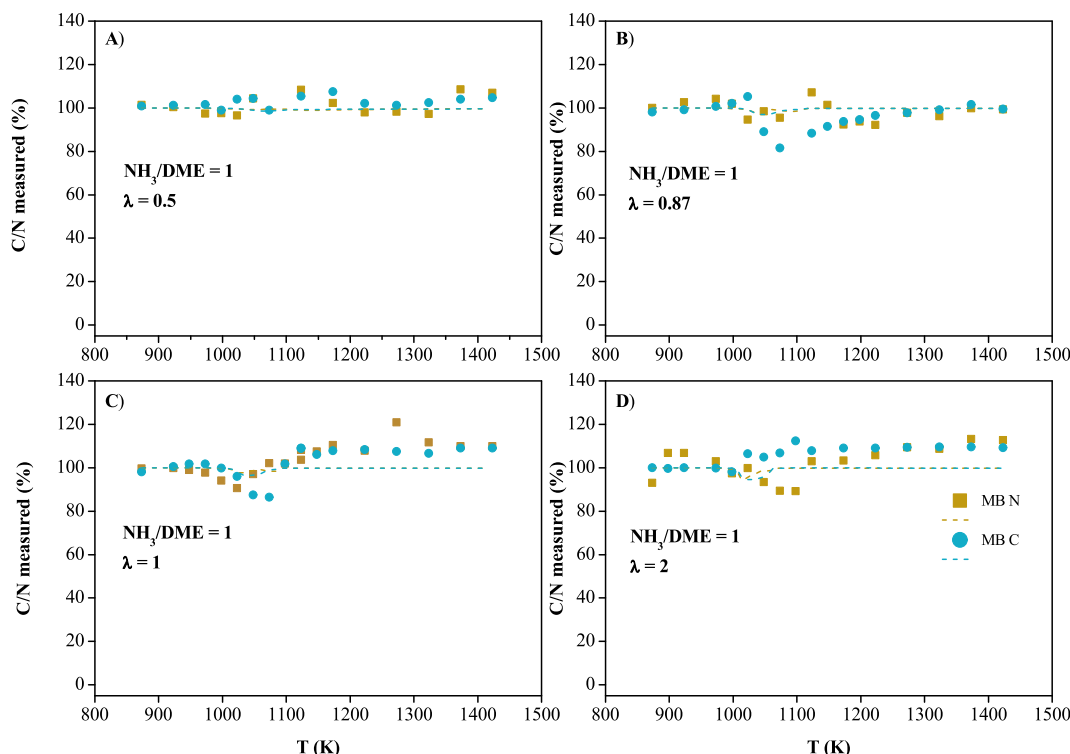 A)
C/N measured (%)
140
120
100
80
60
40
20
0
NH₃/DME = 1
λ = 0.5
800 900 1000 1100 1200 1300 1400 1500
B)
C/N measured (%)
140
120
100
80
60
40
20
0
NH₃/DME = 1
λ = 0.87
800 900 1000 1100 1200 1300 1400 1500
C)
C/N measured (%)
140
120
100
80
60
40
20
0
NH₃/DME = 1
λ = 1
800 900 1000 1100 1200 1300 1400 1500
T (K)
D)
C/N measured (%)
140
120
100
80
60
40
20
0
NH₃/DME = 1
λ = 2
MB N
MB C
800 900 1000 1100 1200 1300 1400 1500
T (K)